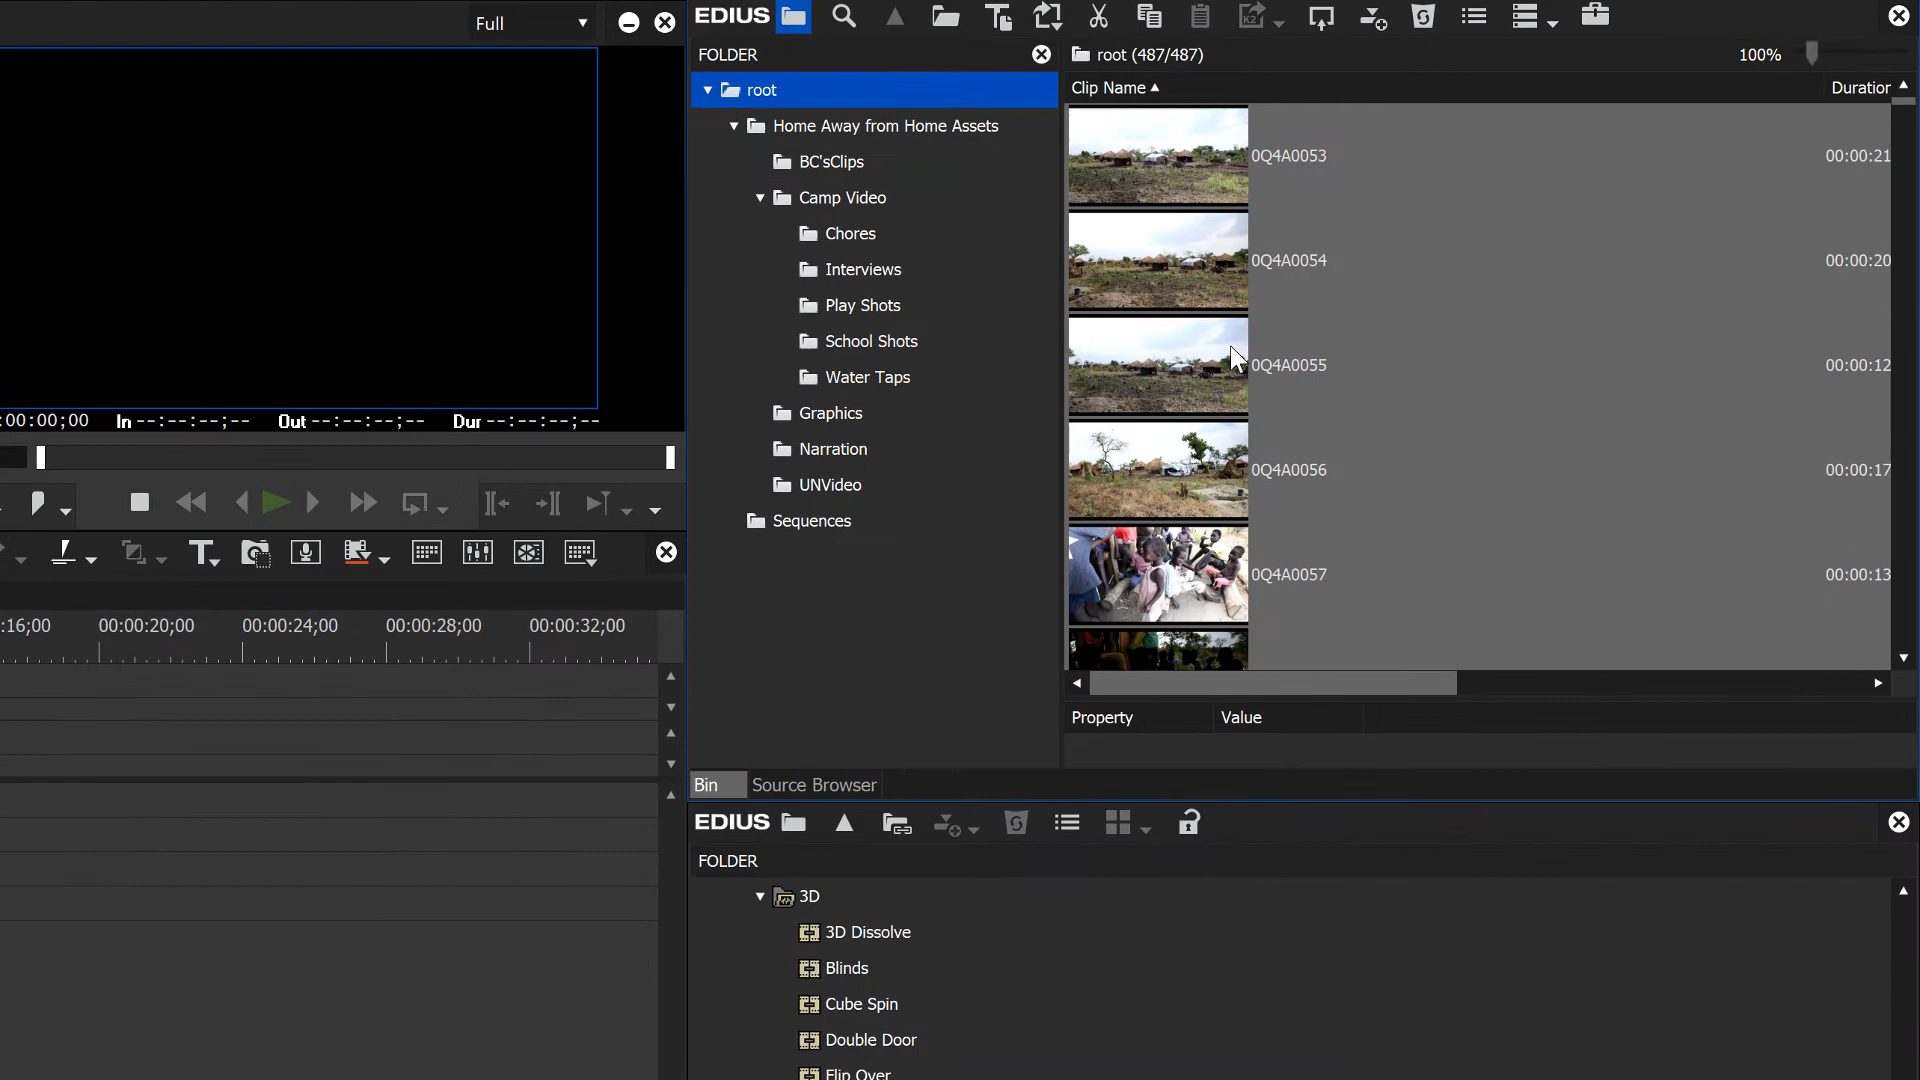 Full
EDIUS
FOLDER
root (487/487)
100%
Clip Name
Duration
root
Home Away from Home Assets
BC'sClips
Camp Video
Chores
Interviews
Play Shots
School Shots
Water Taps
Graphics
Narration
UNVideo
Sequences
0Q4A0053
00:00:21
0Q4A0054
00:00:20
0Q4A0055
00:00:12
0Q4A0056
00:00:17
0Q4A0057
00:00:13
Property
Value
Bin
Source Browser
:00:00;00
In --:--:--;--
Out --:--:--;--
Dur --:--:--;--
:16;00
00:00:20;00
00:00:24;00
00:00:28;00
00:00:32;00
EDIUS
FOLDER
3D
3D Dissolve
Blinds
Cube Spin
Double Door
Flip Over